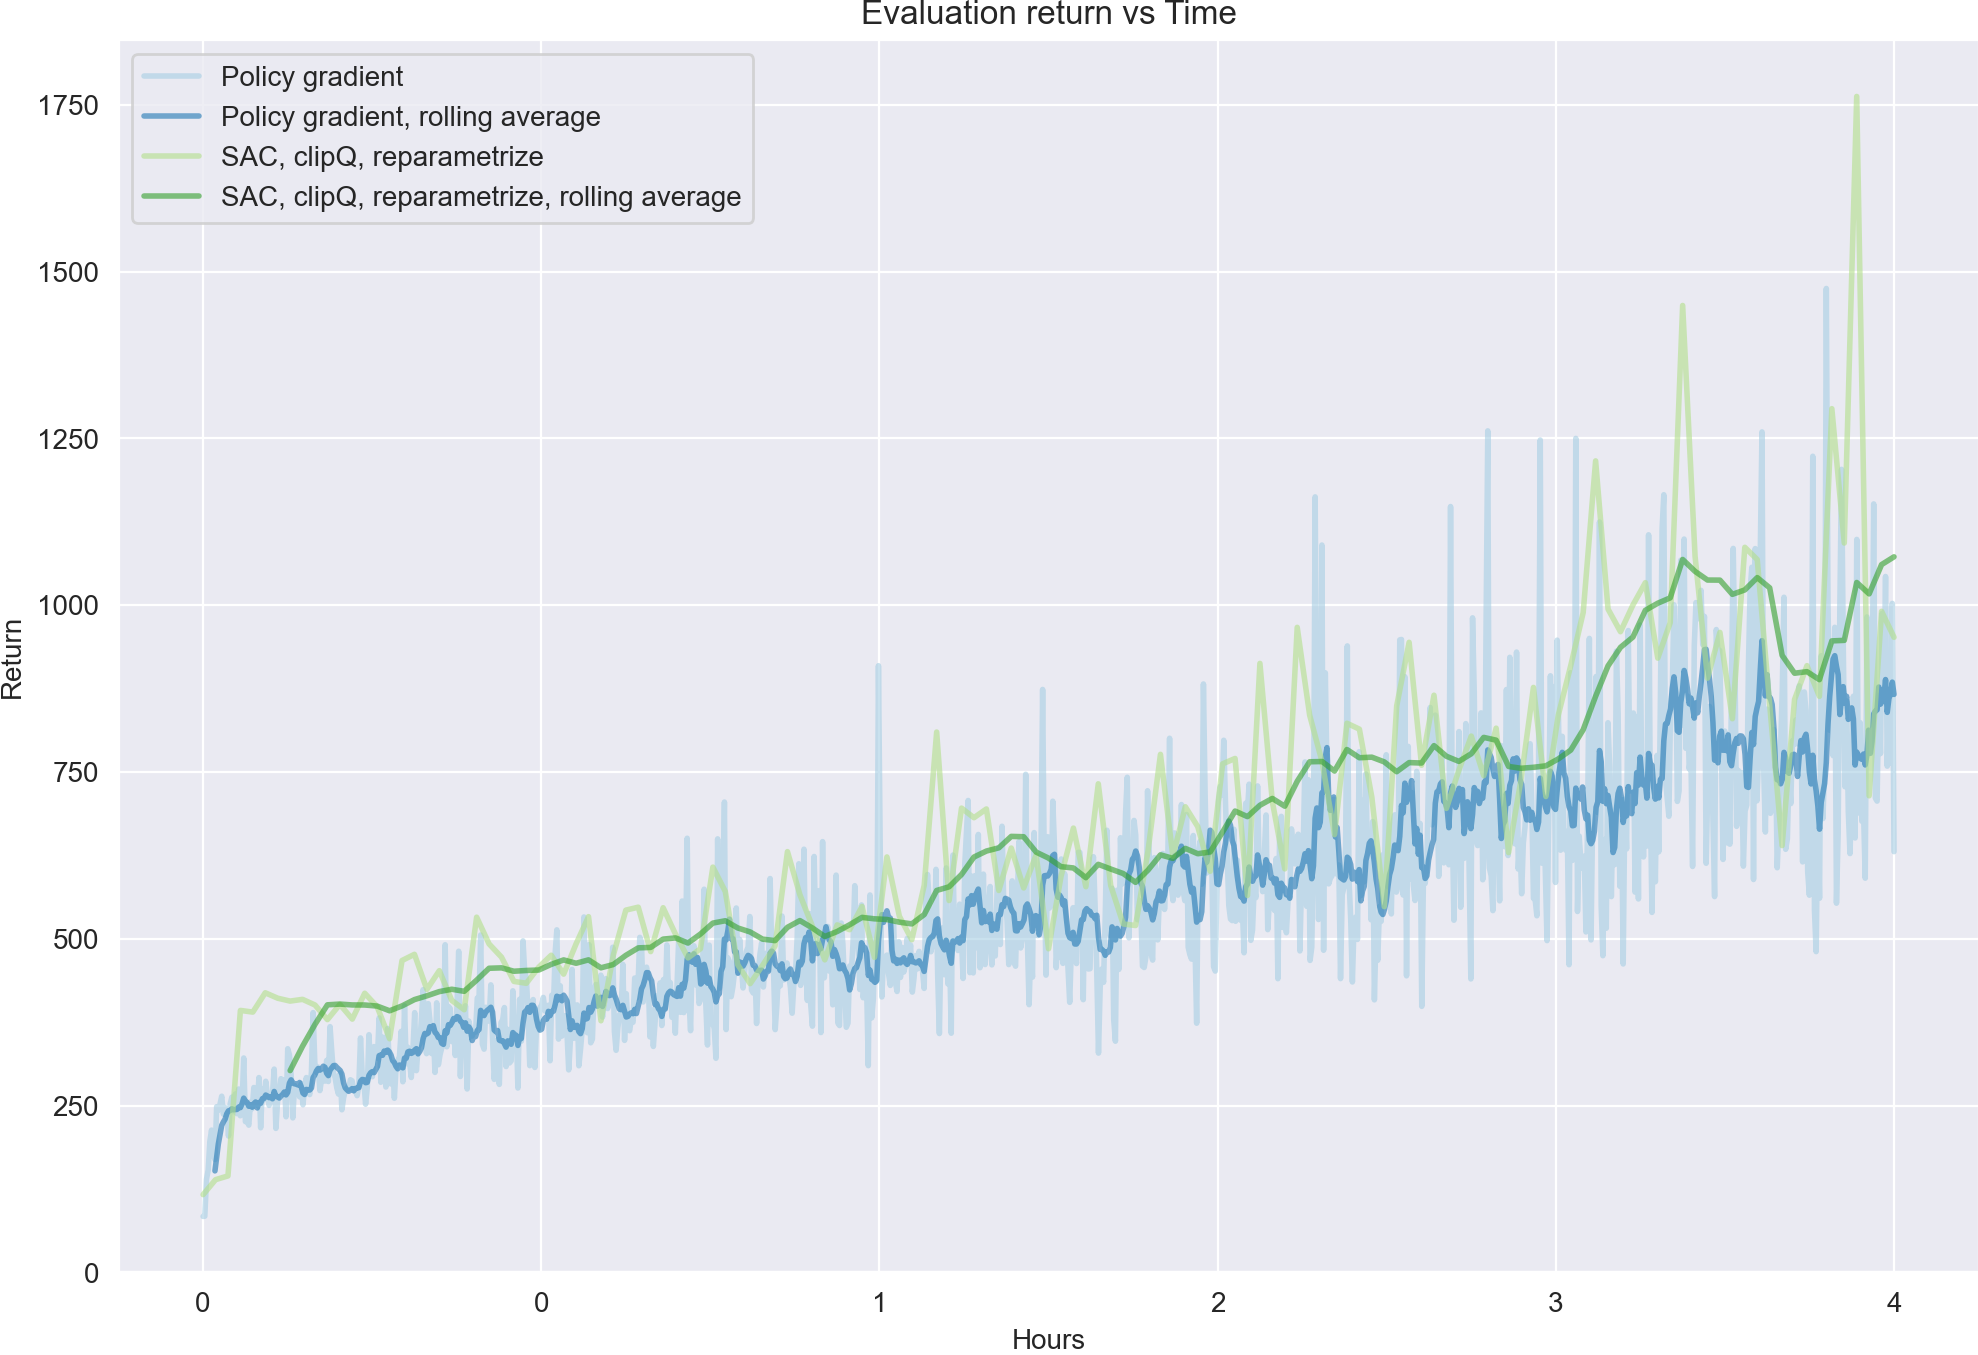 Evaluation return vs Time
Policy gradient
Policy gradient, rolling average
SAC, clipQ, reparametrize
SAC, clipQ, reparametrize, rolling average
1750
1500
1250
1000
750
500
250
0
Return
0 0 1 2 3 4
Hours